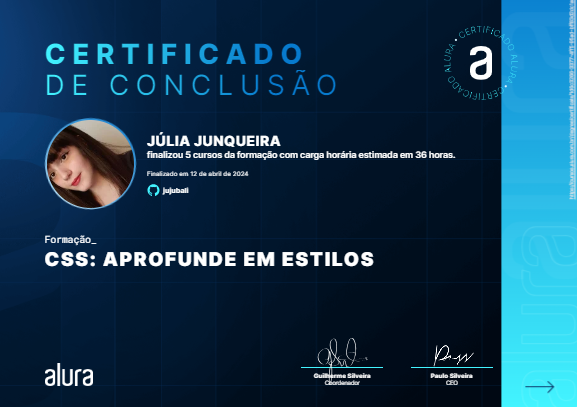 CERTIFICADO
DE CONCLUSÃO
ALURA • CERTIFICADO ALURA • CERTIFICADO
a
JÚLIA JUNQUEIRA
finalizou 5 cursos da formação com carga horária estimada em 36 horas.
Finalizado em 12 de abril de 2024
jujubali
Formação_
CSS: APROFUNDE EM ESTILOS
alura
Guilherme Silveira
Coordenador
Paulo Silveira
CEO
alura